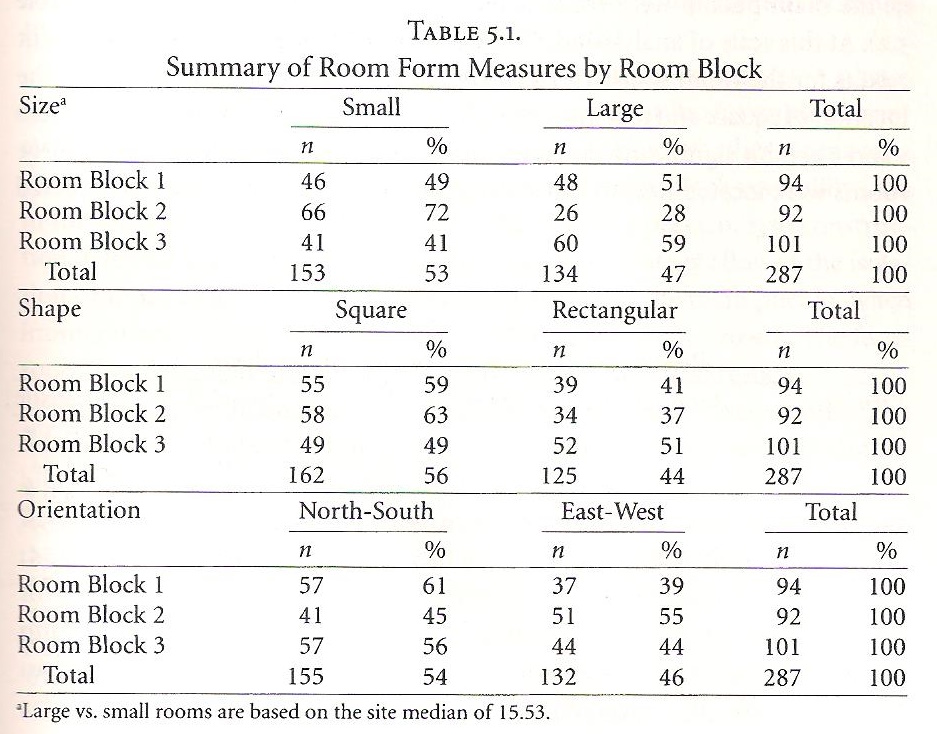 TABLE 5.1.
Summary of Room Form Measures by Room Block
Sizeª Small Large Total
n % n % n %
Room Block 1 46 49 48 51 94 100
Room Block 2 66 72 26 28 92 100
Room Block 3 41 41 60 59 101 100
Total 153 53 134 47 287 100
Shape Square Rectangular Total
n % n % n %
Room Block 1 55 59 39 41 94 100
Room Block 2 58 63 34 37 92 100
Room Block 3 49 49 52 51 101 100
Total 162 56 125 44 287 100
Orientation North-South East-West Total
n % n % n %
Room Block 1 57 61 37 39 94 100
Room Block 2 41 45 51 55 92 100
Room Block 3 57 56 44 44 101 100
Total 155 54 132 46 287 100
ªLarge vs. small rooms are based on the site median of 15.53.